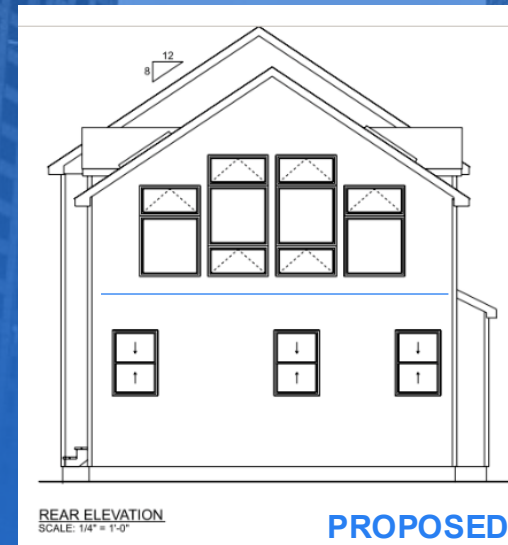 12
8
REAR ELEVATION
SCALE: 1/4" = 1'-0"
PROPOSED